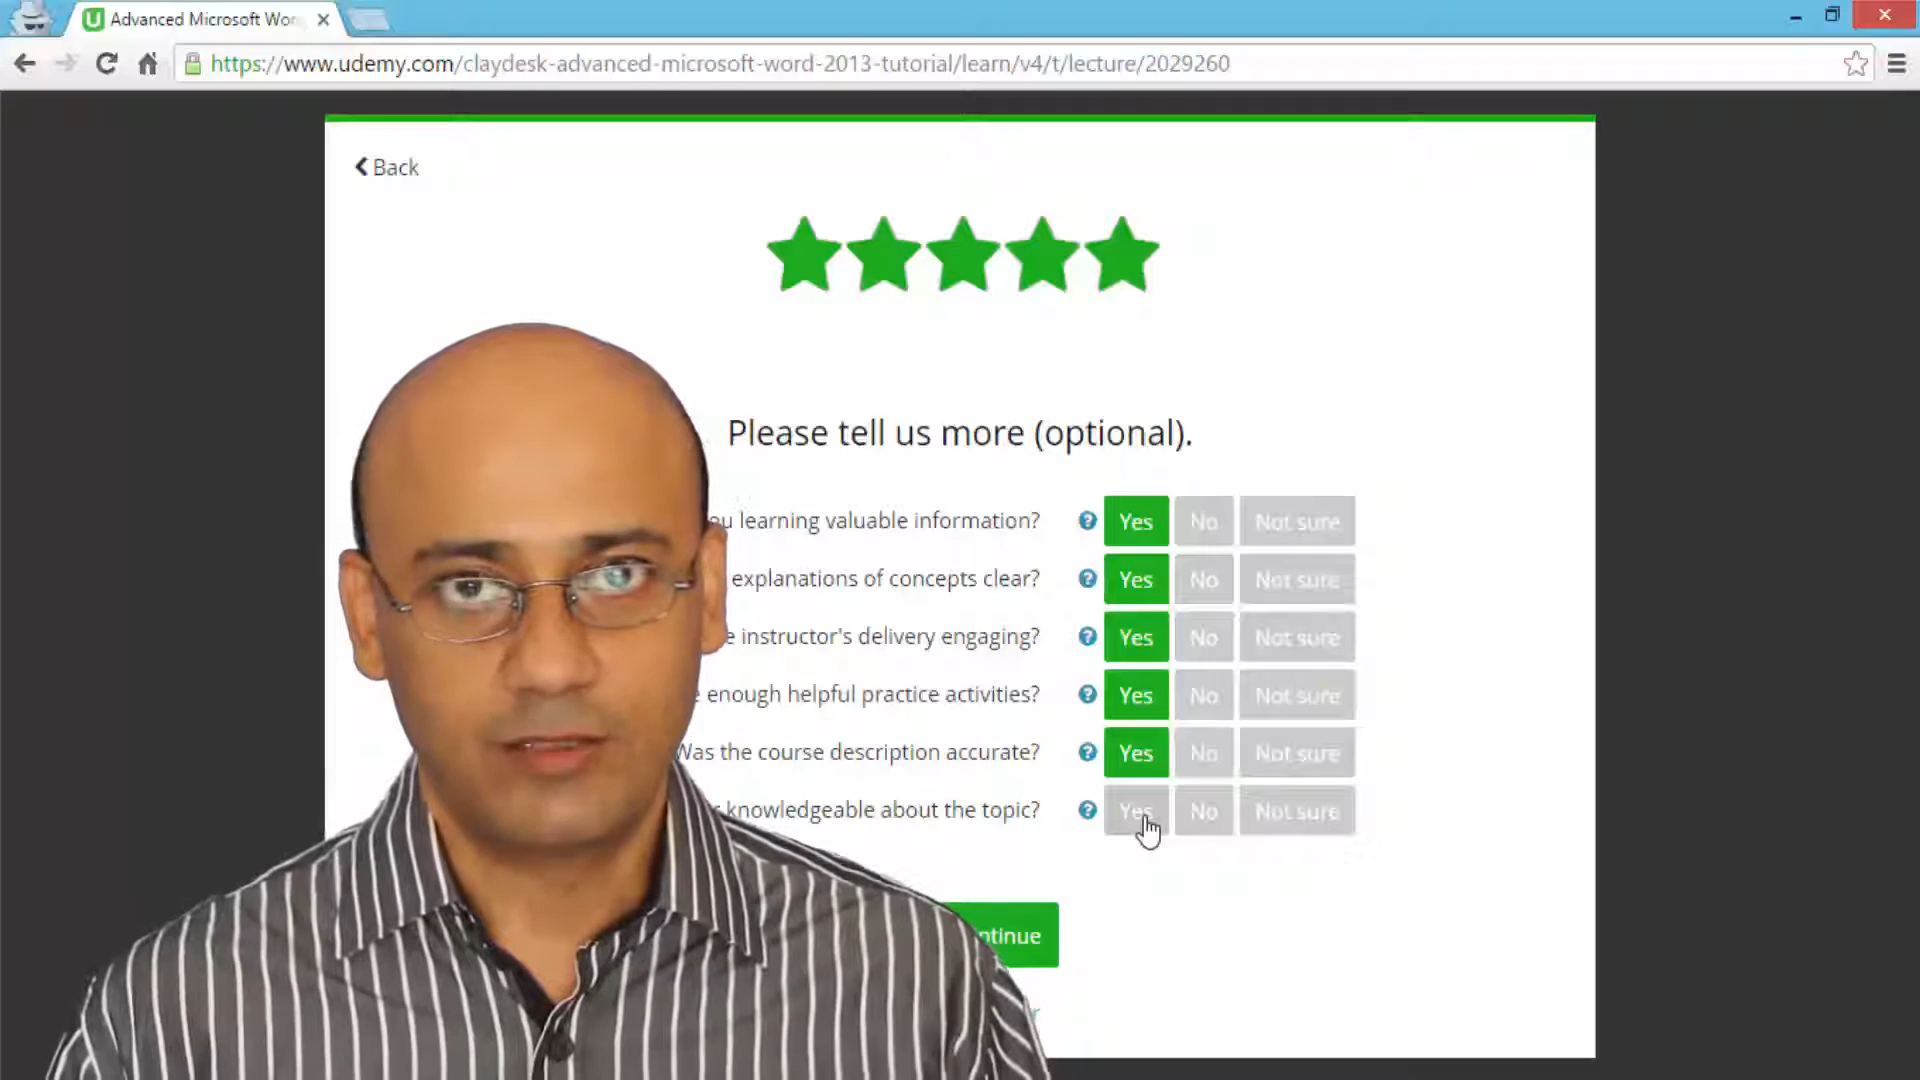 Advanced Microsoft Wor
https://www.udemy.com/claydesk-advanced-microsoft-word-2013-tutorial/learn/v4/t/lecture/2029260
Back
Please tell us more (optional).
learning valuable information? Yes No Not sure
explanations of concepts clear? Yes No Not sure
instructor's delivery engaging? Yes No Not sure
enough helpful practice activities? Yes No Not sure
Was the course description accurate? Yes No Not sure
knowledgeable about the topic? Yes No Not sure